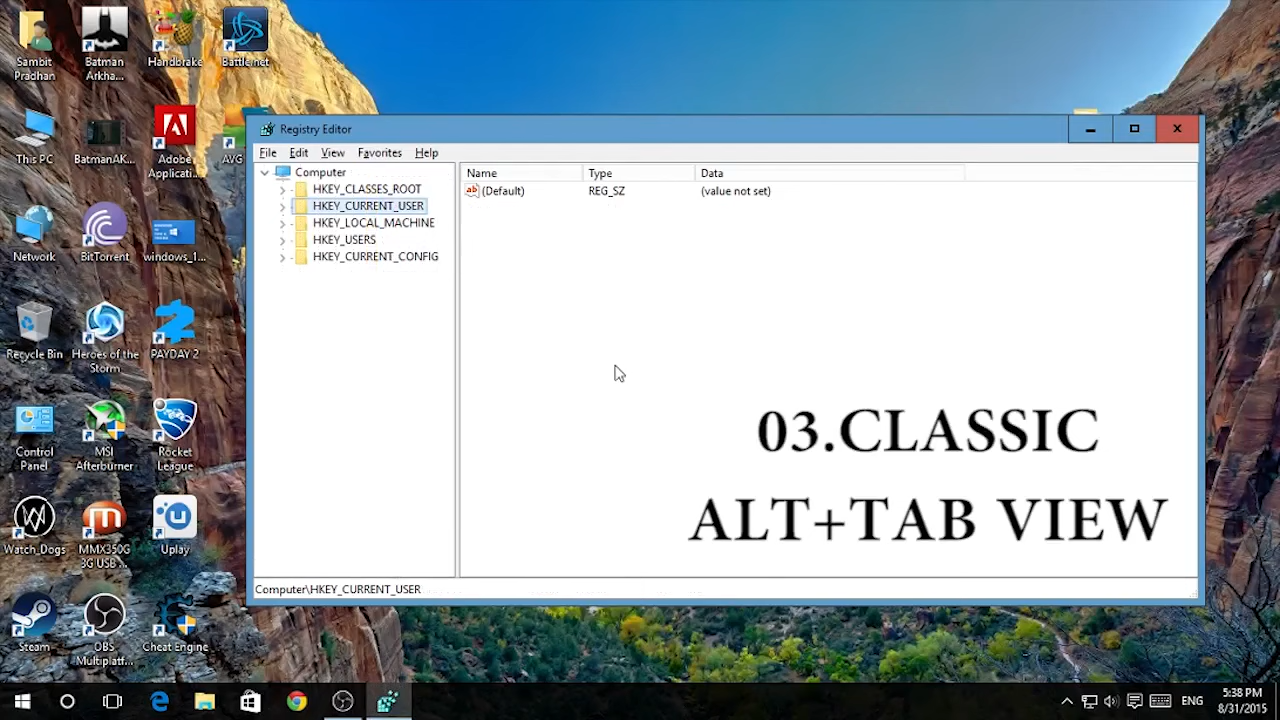 Sambit
Pradhan
Batman
Arkha...
Handbrake
Battle.net
This PC
BatmanAK...
Adobe
Applicati...
AVG
Network
BitTorrent
windows_1...
Recycle Bin
Heroes of the
Storm
PAYDAY 2
Control
Panel
MSI
Afterburner
Rocket
League
Watch_Dogs
MMX350G
3G USB ...
Uplay
Steam
OBS
Multiplatf...
Cheat Engine
Registry Editor
File Edit View Favorites Help
Computer
HKEY_CLASSES_ROOT
HKEY_CURRENT_USER
HKEY_LOCAL_MACHINE
HKEY_USERS
HKEY_CURRENT_CONFIG
Name Type Data
ab (Default) REG_SZ (value not set)
03.CLASSIC
ALT+TAB VIEW
Computer\HKEY_CURRENT_USER
ENG
5:38 PM
8/31/2015